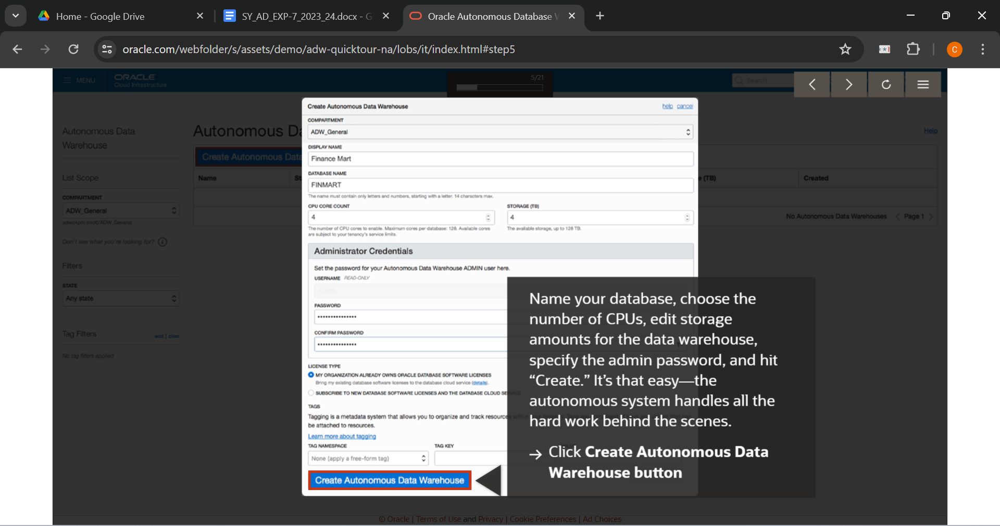 Home - Google Drive
SY_AD_EXP-7_2023_24.docx - G
Oracle Autonomous Database
oracle.com/webfolder/s/assets/demo/adw-quicktour-na/lobs/it/index.html#step5
C
MENU
ORACLE
Cloud Infrastructure
5/21
Search
Autonomous Data
Warehouse
List Scope
COMPARTMENT
ADW_General
adwc4pm (root)/ADW_General
Don't see what you're looking for?
Filters
STATE
Any state
Tag Filters
add | clear
No tag filters applied
Autonomous Da
Help
Create Autonomous Data
Name
St
e (TB)
Created
No Autonomous Data Warehouses
Page 1
Create Autonomous Data Warehouse
help cancel
COMPARTMENT
ADW_General
DISPLAY NAME
Finance Mart
DATABASE NAME
FINMART
The name must contain only letters and numbers, starting with a letter. 14 characters max.
CPU CORE COUNT
4
The number of CPU cores to enable. Maximum cores per database: 128. Available cores
are subject to your tenancy's service limits.
STORAGE (TB)
4
The available storage, up to 128 TB.
Administrator Credentials
Set the password for your Autonomous Data Warehouse ADMIN user here.
USERNAME READ-ONLY
ADMIN
PASSWORD
•••••••••••••••
CONFIRM PASSWORD
•••••••••••••••
LICENSE TYPE
MY ORGANIZATION ALREADY OWNS ORACLE DATABASE SOFTWARE LICENSES
Bring my existing database software licenses to the database cloud service (details).
SUBSCRIBE TO NEW DATABASE SOFTWARE LICENSES AND THE DATABASE CLOUD SERVICE
TAGS
Tagging is a metadata system that allows you to organize and track resources within
be attached to resources.
Learn more about tagging
TAG NAMESPACE
None (apply a free-form tag)
TAG KEY
Create Autonomous Data Warehouse
Name your database, choose the
number of CPUs, edit storage
amounts for the data warehouse,
specify the admin password, and hit
“Create.” It’s that easy—the
autonomous system handles all the
hard work behind the scenes.
→ Click Create Autonomous Data
Warehouse button
© Oracle | Terms of Use and Privacy | Cookie Preferences | Ad Choices